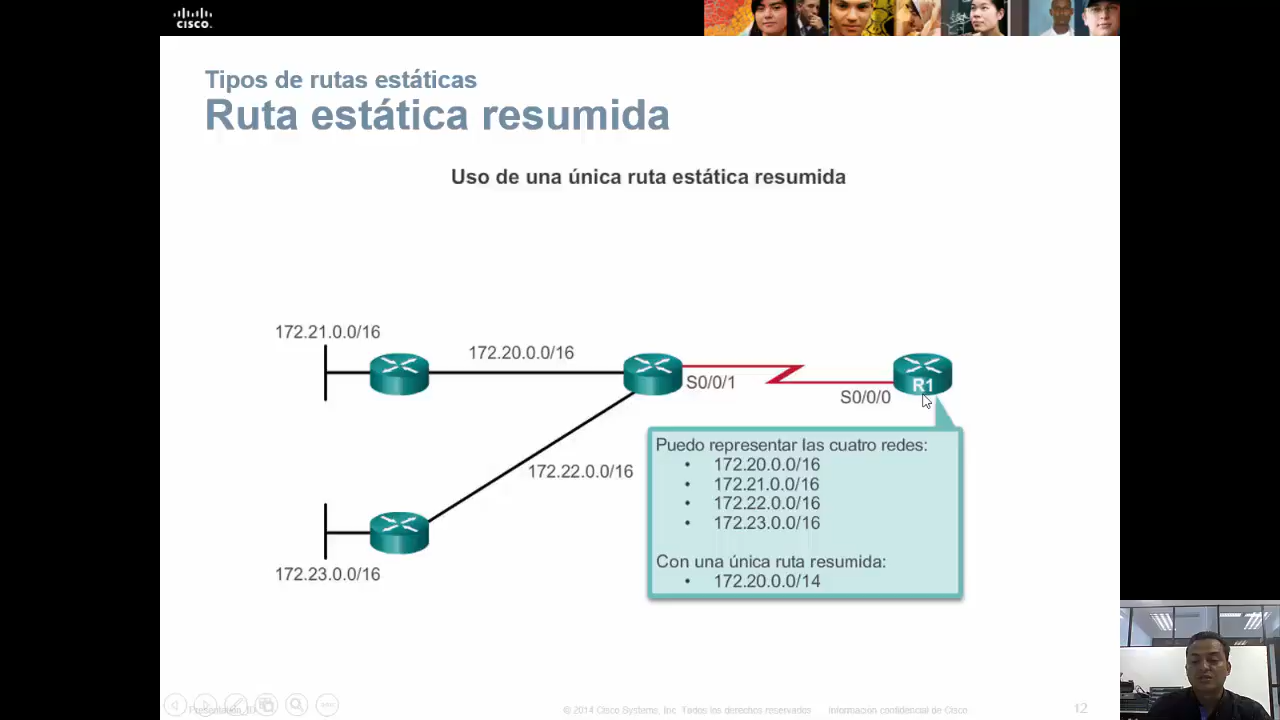 CISCO
Tipos de rutas estáticas
Ruta estática resumida
Uso de una única ruta estática resumida
172.21.0.0/16
172.20.0.0/16
S0/0/1
S0/0/0
R1
172.22.0.0/16
172.23.0.0/16
Puedo representar las cuatro redes:
• 172.20.0.0/16
• 172.21.0.0/16
• 172.22.0.0/16
• 172.23.0.0/16
Con una única ruta resumida:
• 172.20.0.0/14
© 2014 Cisco Systems, Inc. Todos los derechos reservados. Información confidencial de Cisco
12